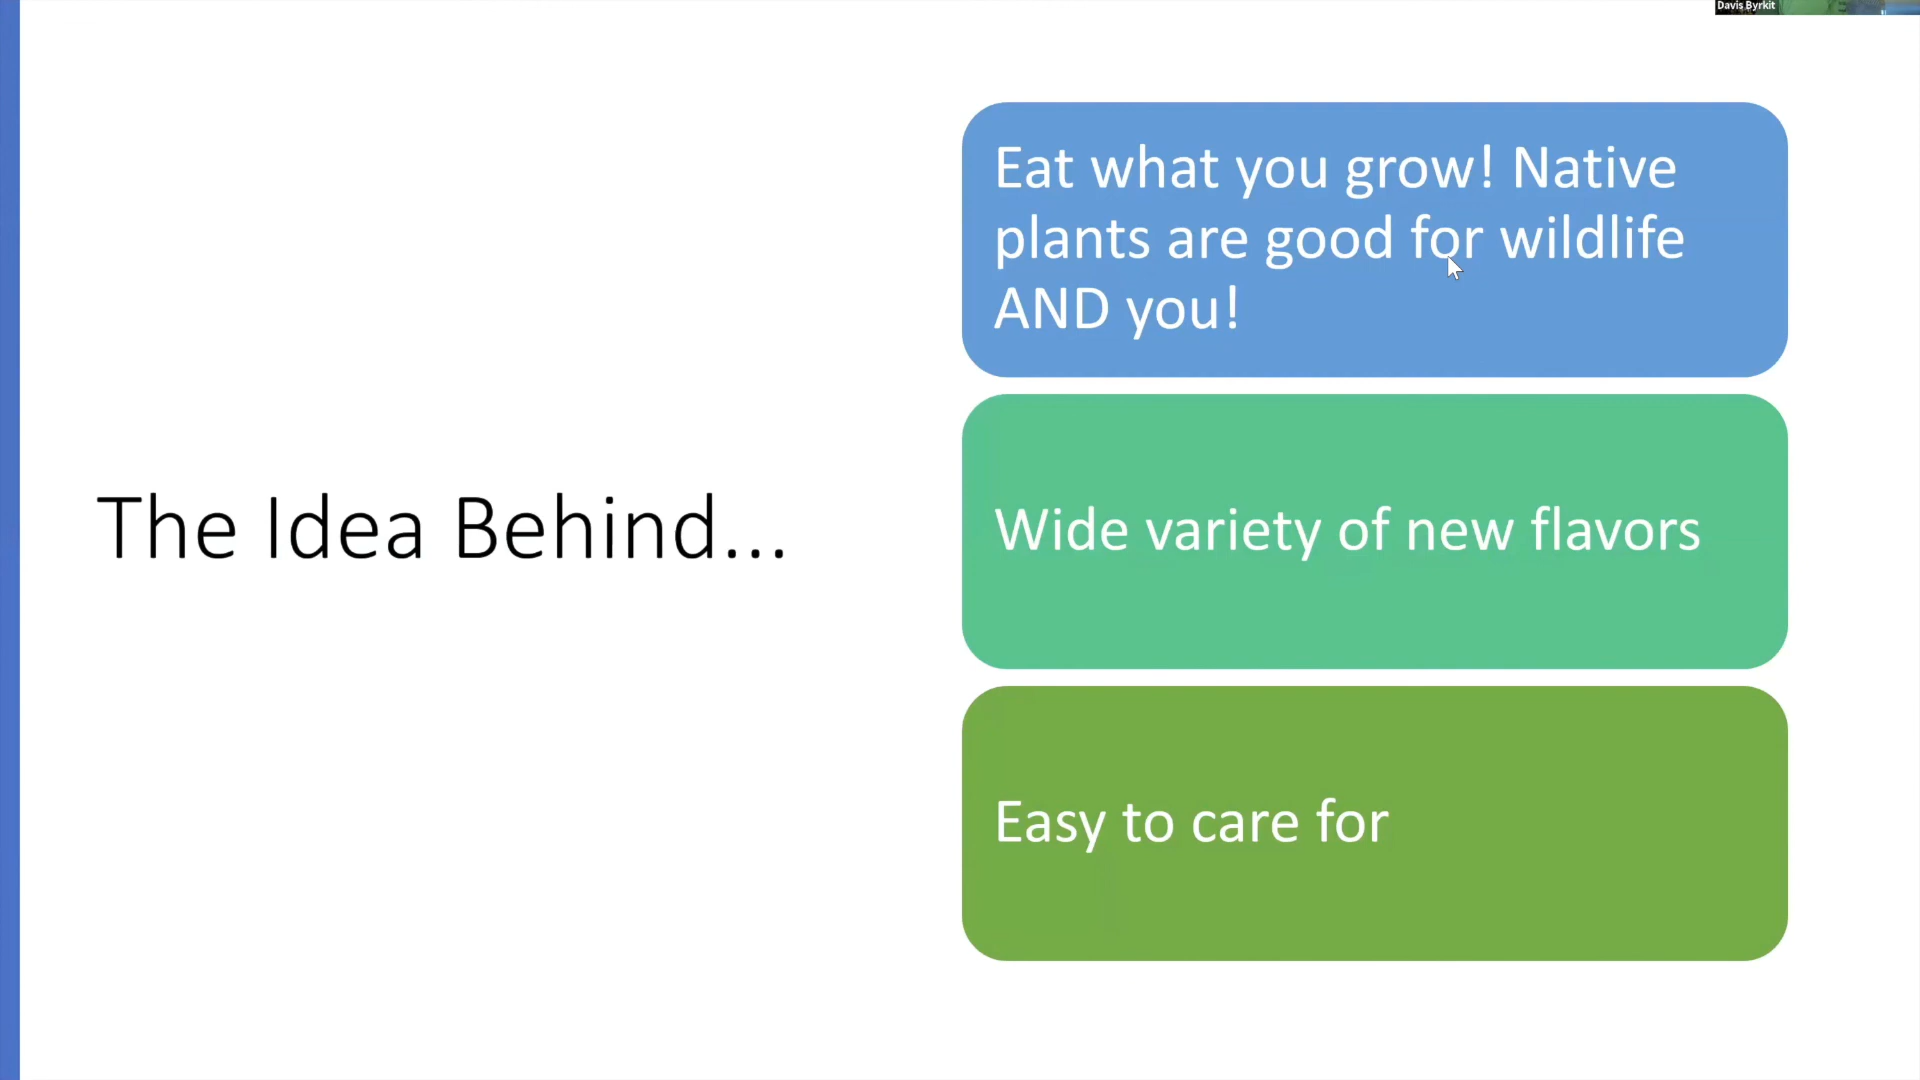 Davis Byrkit
The Idea Behind...
Eat what you grow! Native
plants are good for wildlife
AND you!
Wide variety of new flavors
Easy to care for